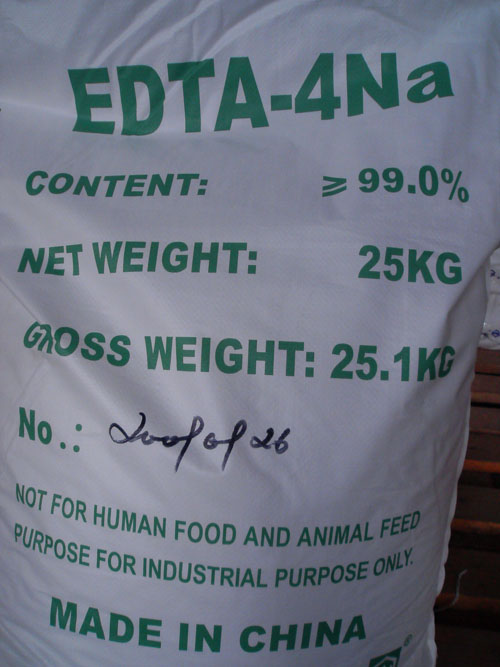 EDTA-4Na
CONTENT: ≥ 99.0%
NET WEIGHT: 25KG
GROSS WEIGHT: 25.1KG
No.:
NOT FOR HUMAN FOOD AND ANIMAL FEED
PURPOSE FOR INDUSTRIAL PURPOSE ONLY.
MADE IN CHINA
®